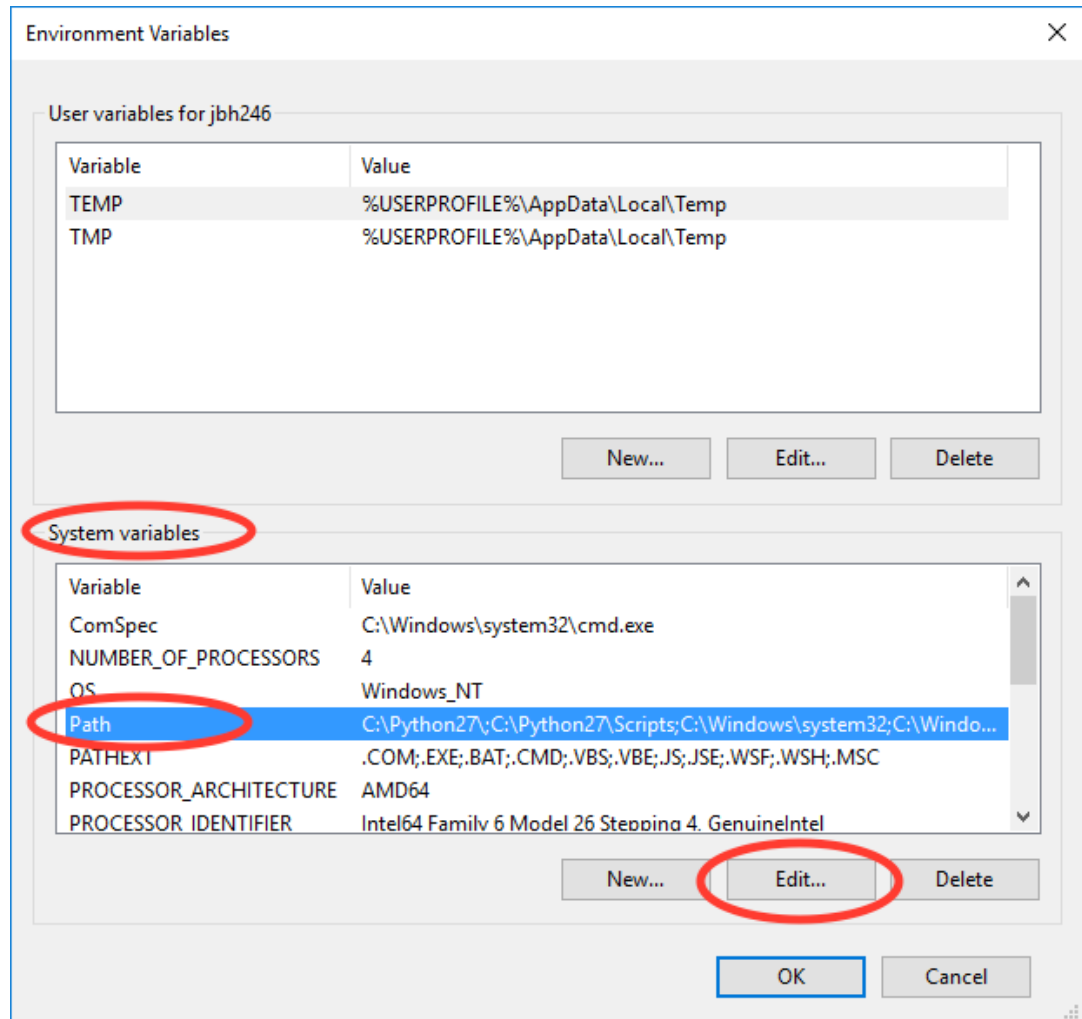 Environment Variables
User variables for jbh246
Variable Value
TEMP %USERPROFILE%\AppData\Local\Temp
TMP %USERPROFILE%\AppData\Local\Temp
New... Edit... Delete
System variables
Variable Value
ComSpec C:\Windows\system32\cmd.exe
NUMBER_OF_PROCESSORS 4
OS Windows_NT
Path C:\Python27\;C:\Python27\Scripts;C:\Windows\system32;C:\Windo...
PATHEXT .COM;.EXE;.BAT;.CMD;.VBS;.VBE;.JS;.JSE;.WSF;.WSH;.MSC
PROCESSOR_ARCHITECTURE AMD64
PROCESSOR_IDENTIFIER Intel64 Family 6 Model 26 Stepping 4, GenuineIntel
New... Edit... Delete
OK Cancel